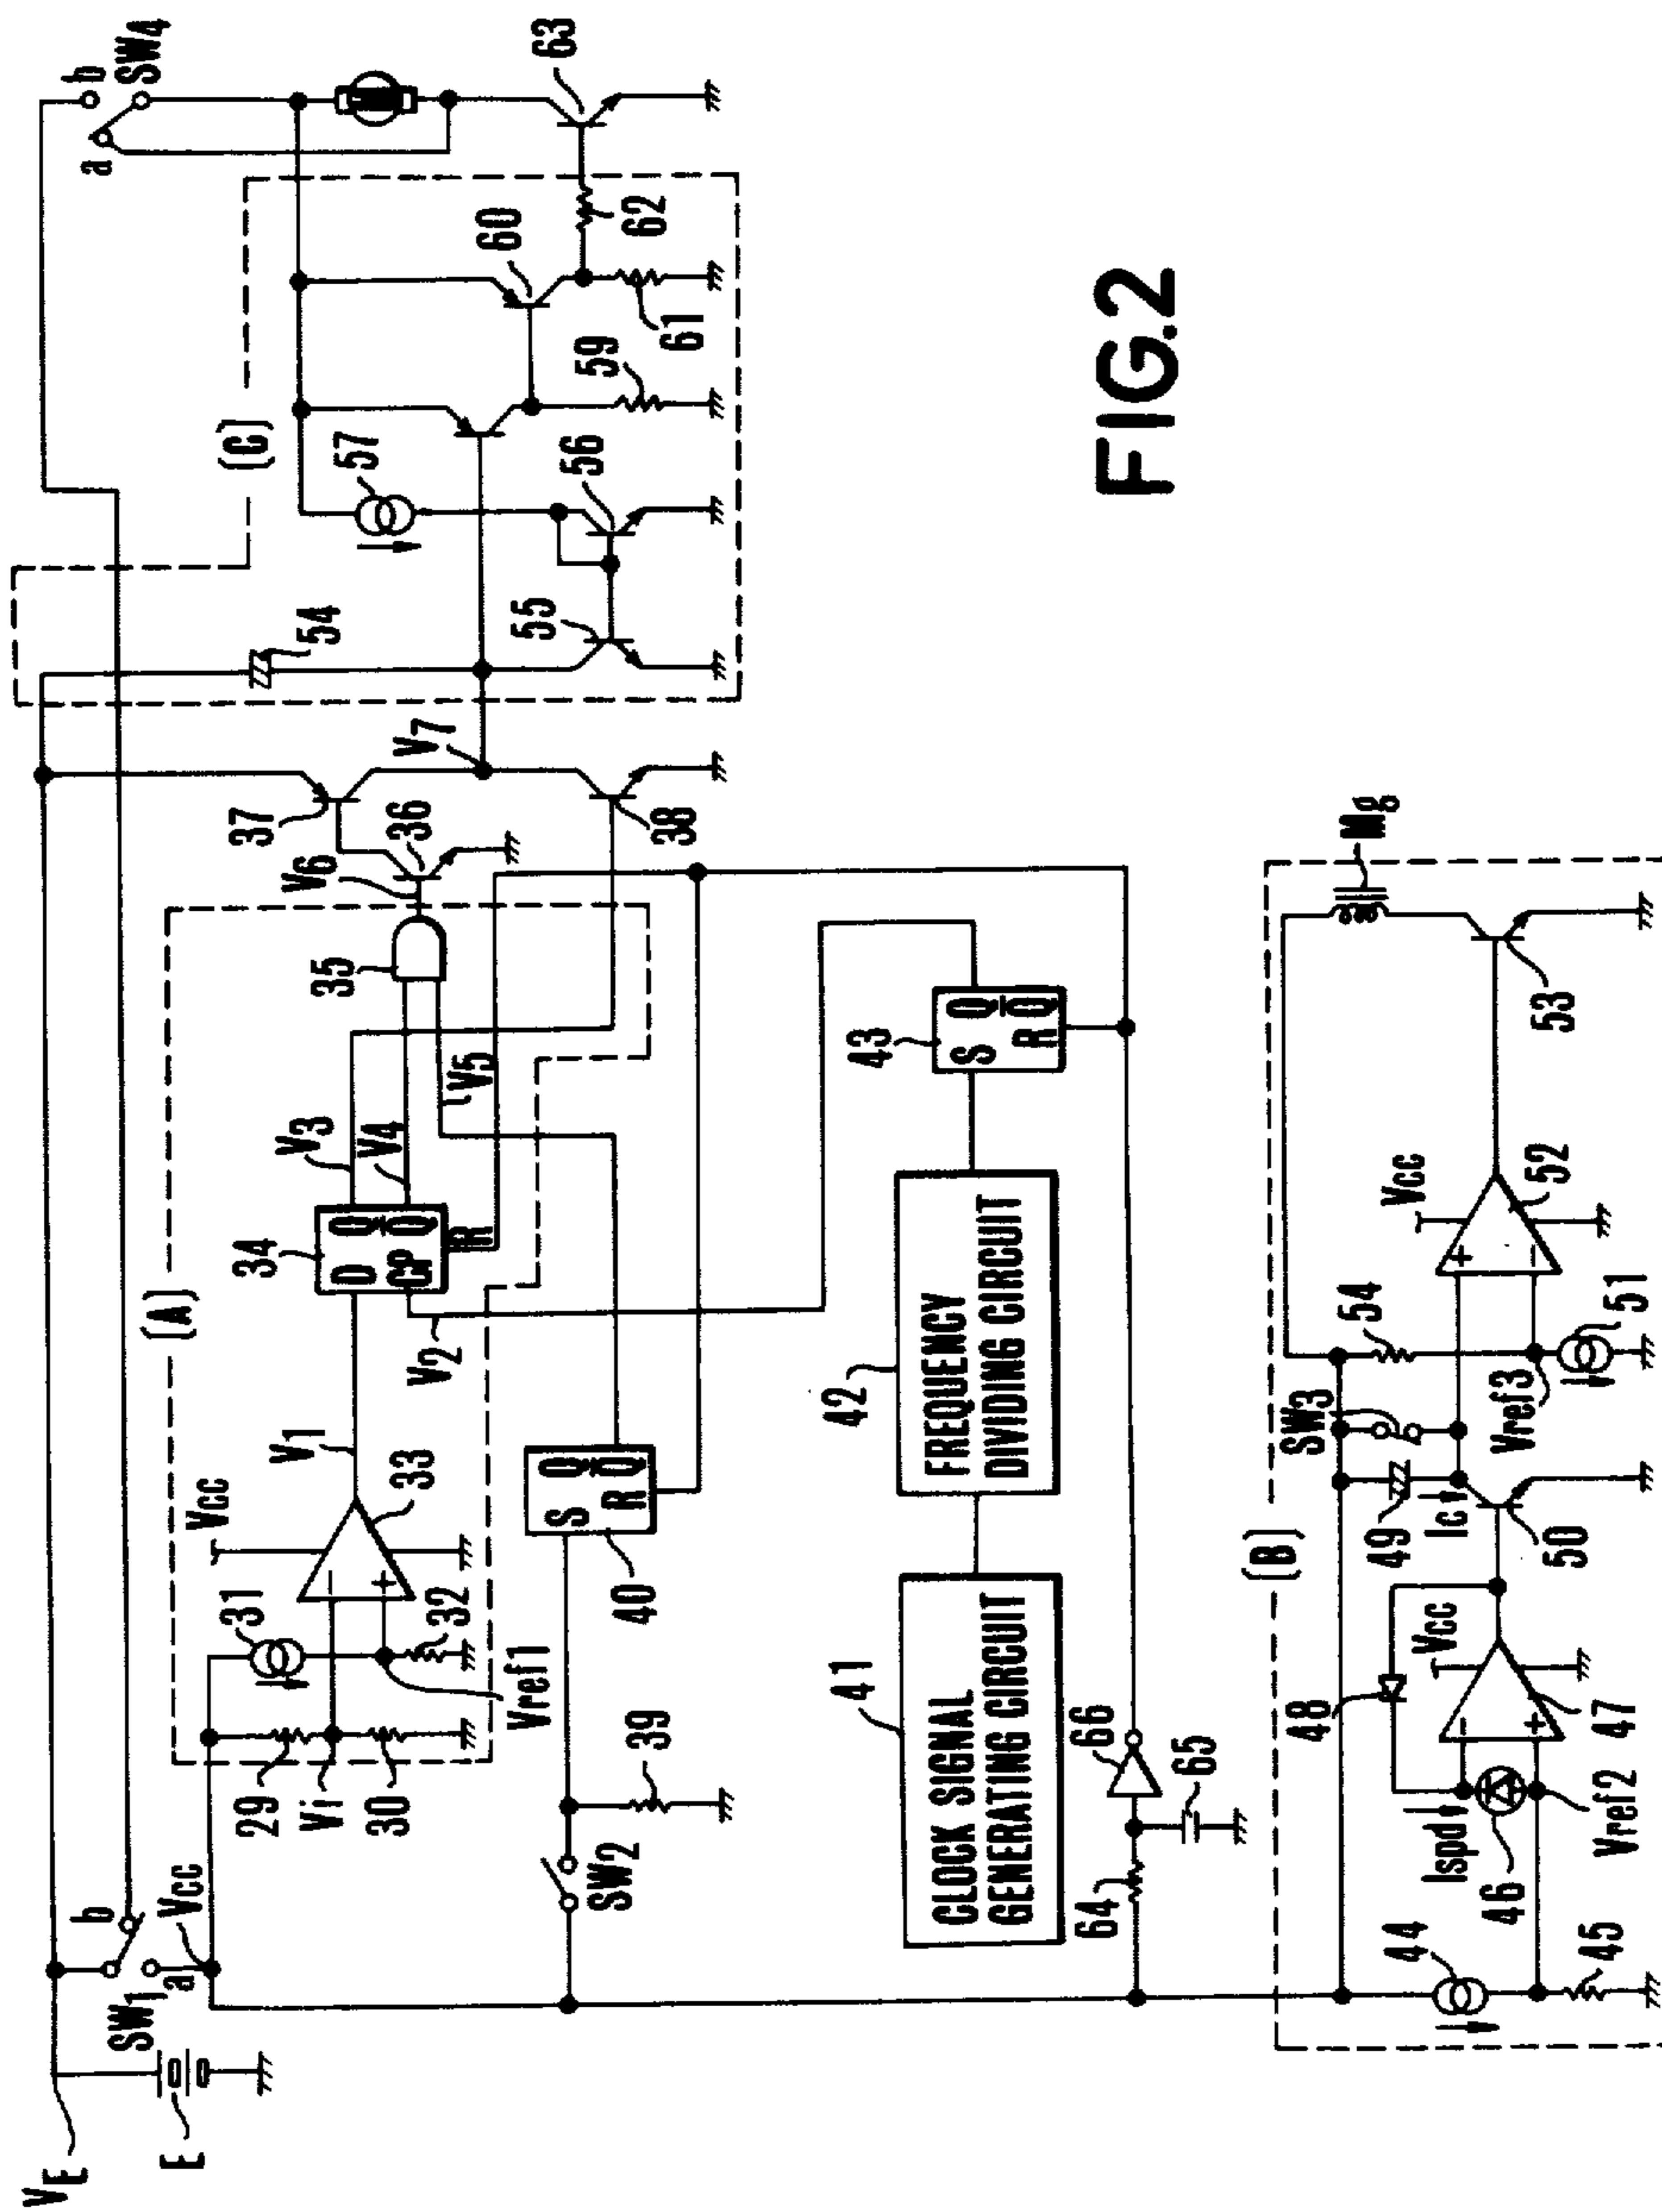 VE
E
SW1
a
b
Vcc
29
Vi
30
31
32
Vref1
Vcc
33
V1
[A]
34
D
Q
CP
Q
R
V2
V3
V4
V5
35
V6
36
37
38
V7
SW2
39
40
S
Q
R
Q
41
CLOCK SIGNAL
GENERATING CIRCUIT
42
FREQUENCY
DIVIDING CIRCUIT
43
S
Q
R
Q
64
65
66
[C]
54
55
56
57
59
60
61
62
63
a
b
SW4
[B]
44
45
46
Ispd
Vref2
47
48
Vcc
49
Ic
50
SW3
54
Vref3
51
Vcc
52
53
Mg
FIG.2